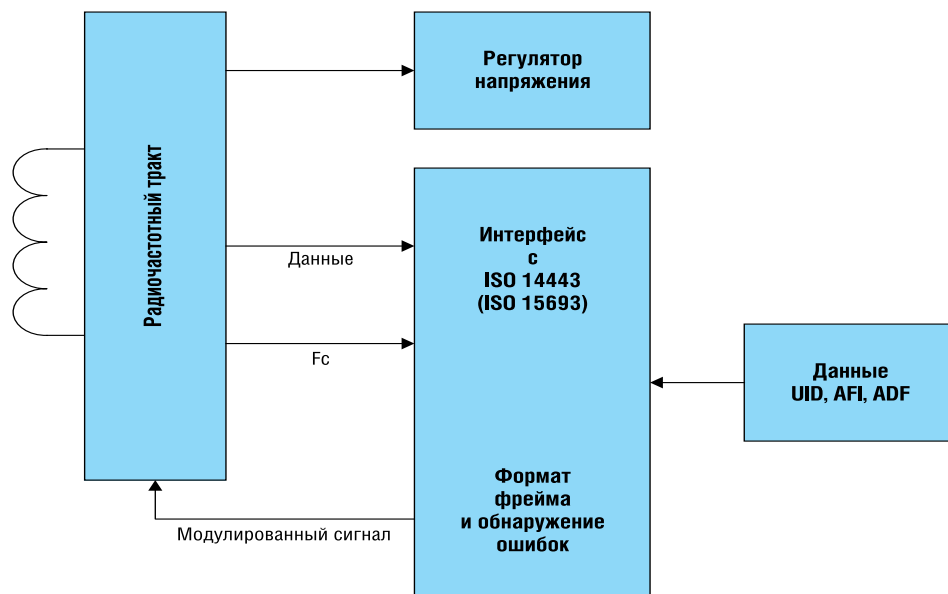 Регулятор
напряжения
Радиочастотный тракт
Данные
Fc
Модулированный сигнал
Интерфейс
с
ISO 14443
(ISO 15693)
Формат
фрейма
и обнаружение
ошибок
Данные
UID, AFI, ADF